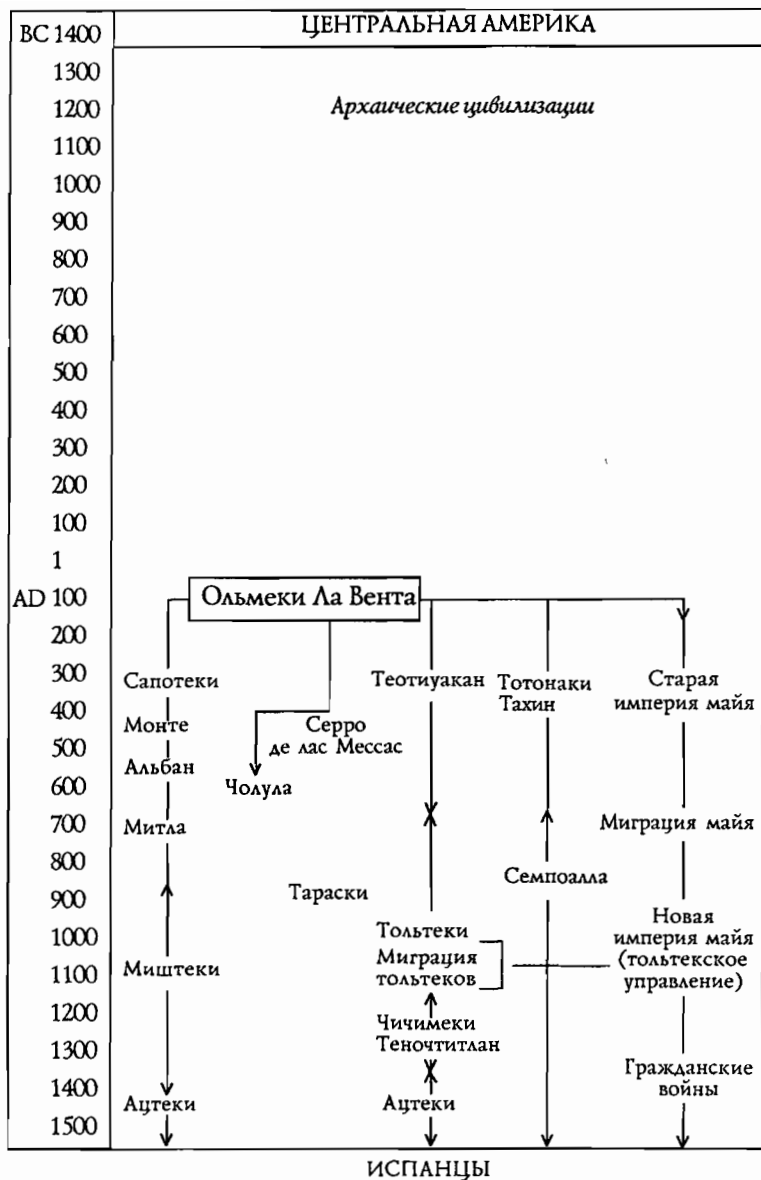 ЦЕНТРАЛЬНАЯ АМЕРИКА
BC 1400
1300
1200
1100
1000
900
800
700
600
500
400
300
200
100
1
AD 100
200
300
400
500
600
700
800
900
1000
1100
1200
1300
1400
1500
Архаические цивилизации
Ольмеки Ла Вента
Сапотеки
Монте
Альбан
Митла
Миштеки
Ацтеки
Серро
де лас Мессас
Чолула
Тараски
Теотиуакан
Тольтеки
Миграция
тольтеков
Чичимеки
Теночтитлан
Ацтеки
Тотонаки
Тахин
Семпоалла
Старая
империя майя
Миграция майя
Новая
империя майя
(тольтекское
управление)
Гражданские
войны
ИСПАНЦЫ